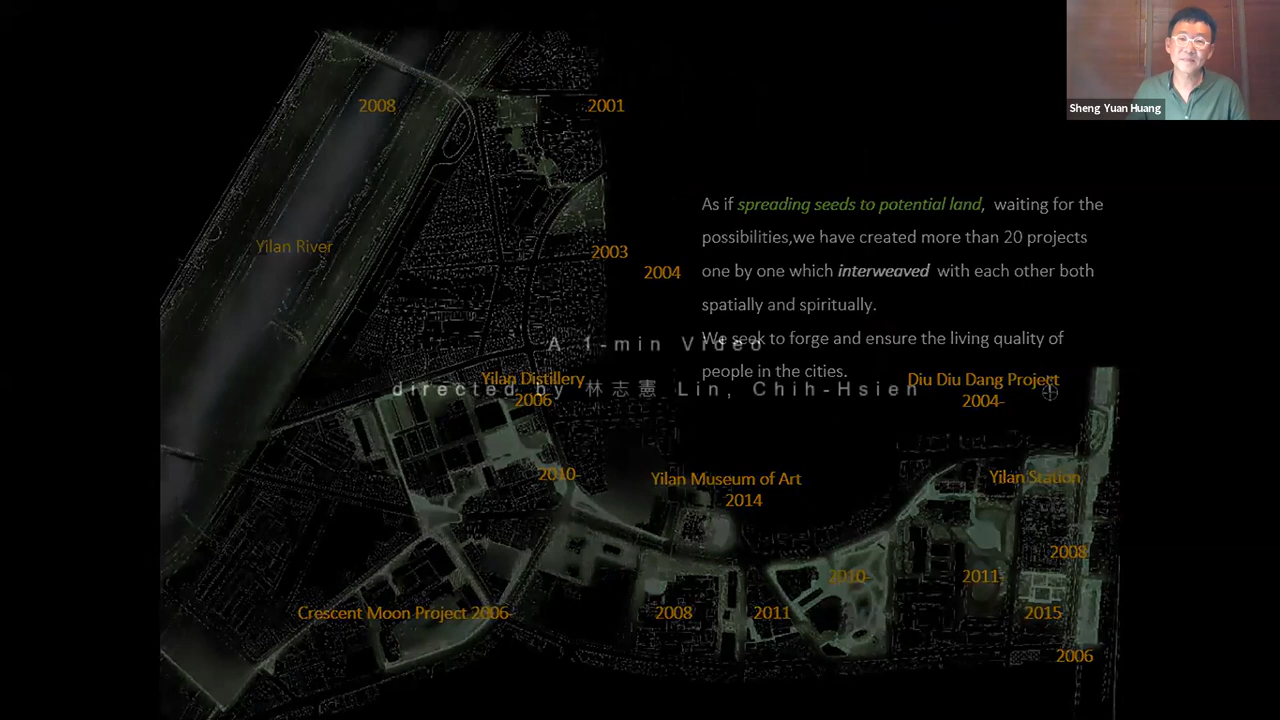 Sheng Yuan Huang
2008
2001
As if spreading seeds to potential land, waiting for the
possibilities,we have created more than 20 projects
one by one which interweaved with each other both
spatially and spiritually.
We seek to forge and ensure the living quality of
people in the cities.
Yilan River
2003
2004
A 1-min Video
directed by 林志憲 Lin, Chih-Hsien
Yilan Distillery
2006
Diu Diu Dang Project
2004-
2010-
Yilan Museum of Art
2014
Yilan Station
2008
2010-
2011-
Crescent Moon Project 2006-
2008
2011
2015
2006